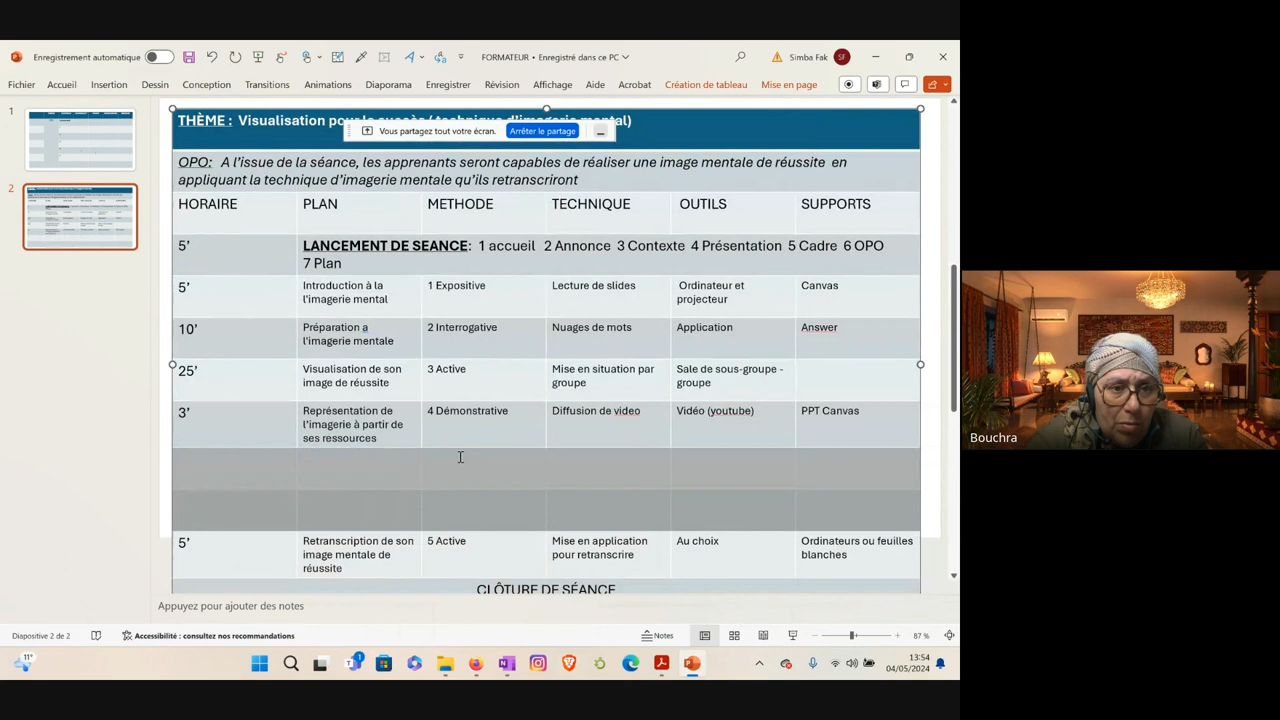 Enregistrement automatique
FORMATEUR • Enregistré dans ce PC
Simba Fak
SF
Fichier Accueil Insertion Dessin Conception Transitions Animations Diaporama Enregistrer Révision Affichage Aide Acrobat Création de tableau Mise en page
1
2
THÈME : Visualisation pour le succès ( technique d'imagerie mental)
Vous partagez tout votre écran. Arrêter le partage
OPO: A l'issue de la séance, les apprenants seront capables de réaliser une image mentale de réussite en
appliquant la technique d'imagerie mentale qu'ils retranscriront
HORAIRE PLAN METHODE TECHNIQUE OUTILS SUPPORTS
5' LANCEMENT DE SEANCE: 1 accueil 2 Annonce 3 Contexte 4 Présentation 5 Cadre 6 OPO
7 Plan
5' Introduction à la 1 Expositive Lecture de slides Ordinateur et Canvas
l'imagerie mental projecteur
10' Préparation a 2 Interrogative Nuages de mots Application Answer
l'imagerie mentale
25' Visualisation de son 3 Active Mise en situation par Sale de sous-groupe -
image de réussite groupe groupe
3' Représentation de 4 Démonstrative Diffusion de video Vidéo (youtube) PPT Canvas
l'imagerie à partir de
ses ressources
5' Retranscription de son 5 Active Mise en application Au choix Ordinateurs ou feuilles
image mentale de pour retranscrire blanches
réussite
CLÔTURE DE SÉANCE
Appuyez pour ajouter des notes
Diapositive 2 de 2 Accessibilité : consultez nos recommandations Notes 87 %
11°
13:54
04/05/2024
Bouchra